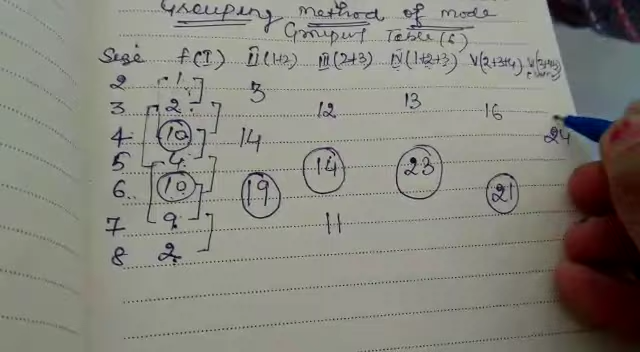 Grouping method of mode
Grouping Table (6)
Size f (I) II (1+2) III (2+3) IV (1+2+3) V (2+3+4)
2 1
3
3 2 12 13 16
4 10 14 24
5 4 14 23
6 10 19 21
7 9 11
8 2